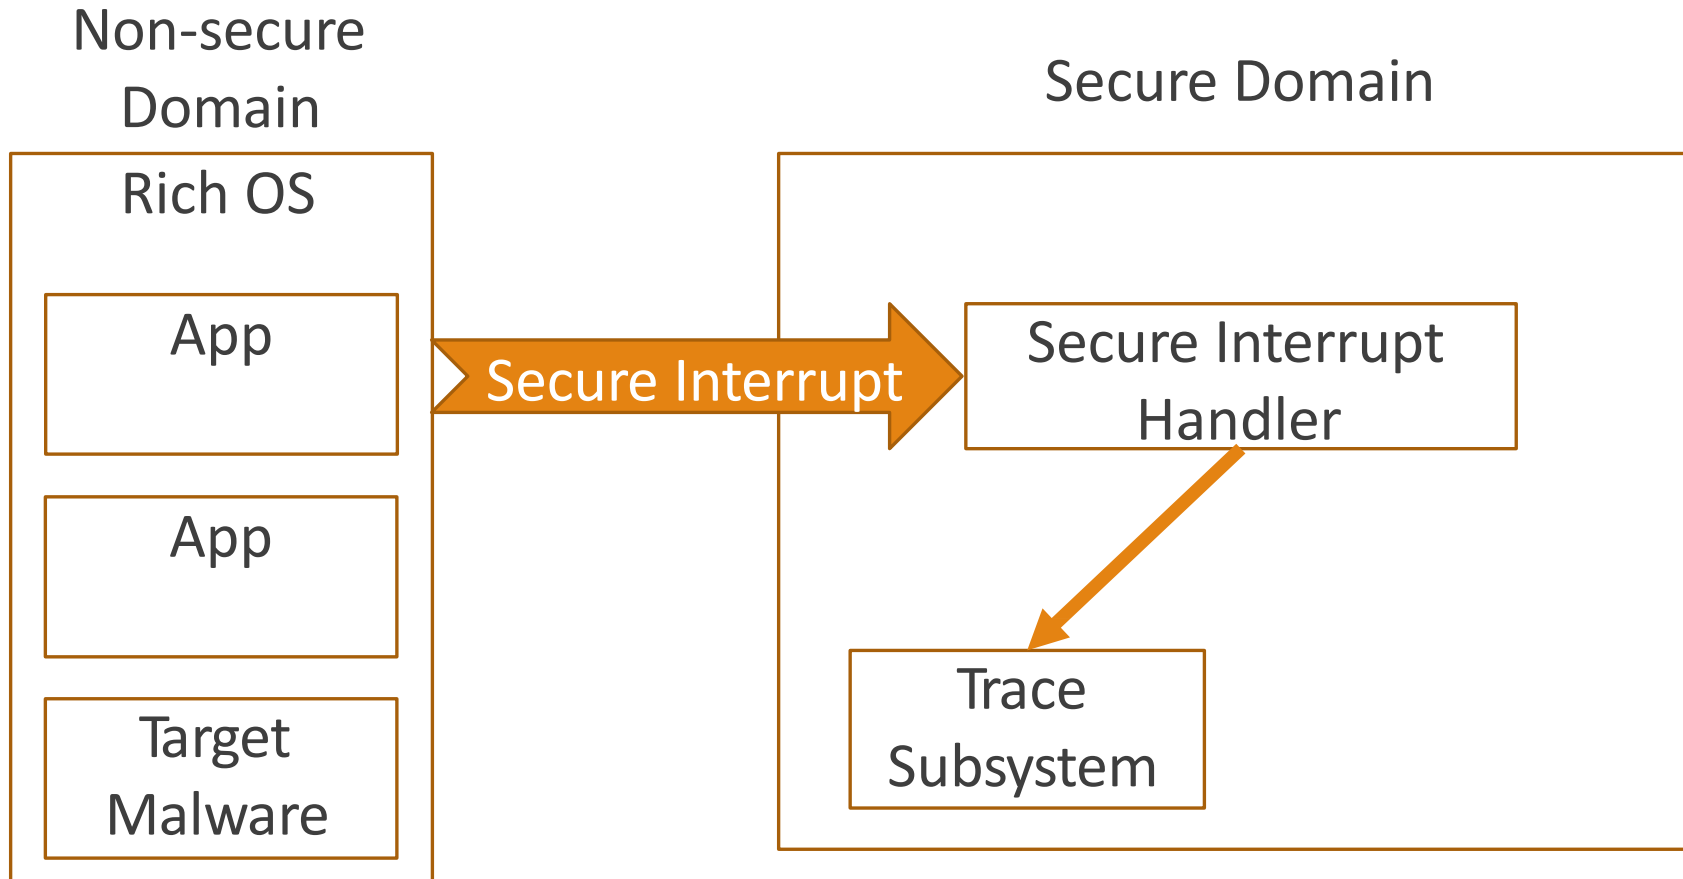 Non-secure
Domain
Rich OS
App
App
Target
Malware
Secure Interrupt
Secure Domain
Secure Interrupt
Handler
Trace
Subsystem